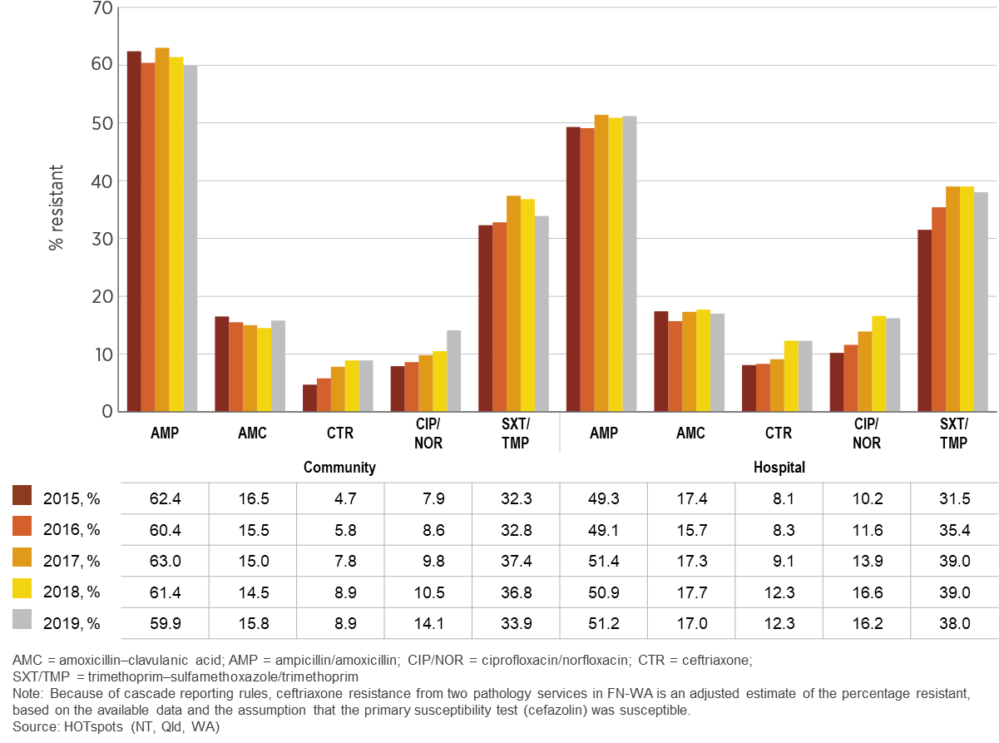 70
60
50
40
30
20
10
0
% resistant
AMP AMC CTR CIP/ SXT/ AMP AMC CTR CIP/ SXT/
NOR TMP NOR TMP
Community Hospital
2015, % 62.4 16.5 4.7 7.9 32.3 49.3 17.4 8.1 10.2 31.5
2016, % 60.4 15.5 5.8 8.6 32.8 49.1 15.7 8.3 11.6 35.4
2017, % 63.0 15.0 7.8 9.8 37.4 51.4 17.3 9.1 13.9 39.0
2018, % 61.4 14.5 8.9 10.5 36.8 50.9 17.7 12.3 16.6 39.0
2019, % 59.9 15.8 8.9 14.1 33.9 51.2 17.0 12.3 16.2 38.0
AMC = amoxicillin–clavulanic acid; AMP = ampicillin/amoxicillin; CIP/NOR = ciprofloxacin/norfloxacin; CTR = ceftriaxone;
SXT/TMP = trimethoprim–sulfamethoxazole/trimethoprim
Note: Because of cascade reporting rules, ceftriaxone resistance from two pathology services in FN-WA is an adjusted estimate of the percentage resistant,
based on the available data and the assumption that the primary susceptibility test (cefazolin) was susceptible.
Source: HOTspots (NT, Qld, WA)